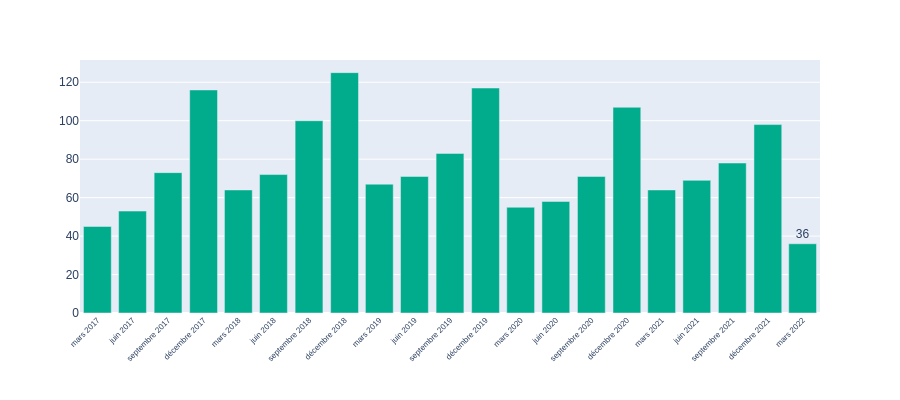 120
100
80
60
40
20
0
36
mars 2017
juin 2017
septembre 2017
décembre 2017
mars 2018
juin 2018
septembre 2018
décembre 2018
mars 2019
juin 2019
septembre 2019
décembre 2019
mars 2020
juin 2020
septembre 2020
décembre 2020
mars 2021
juin 2021
septembre 2021
décembre 2021
mars 2022